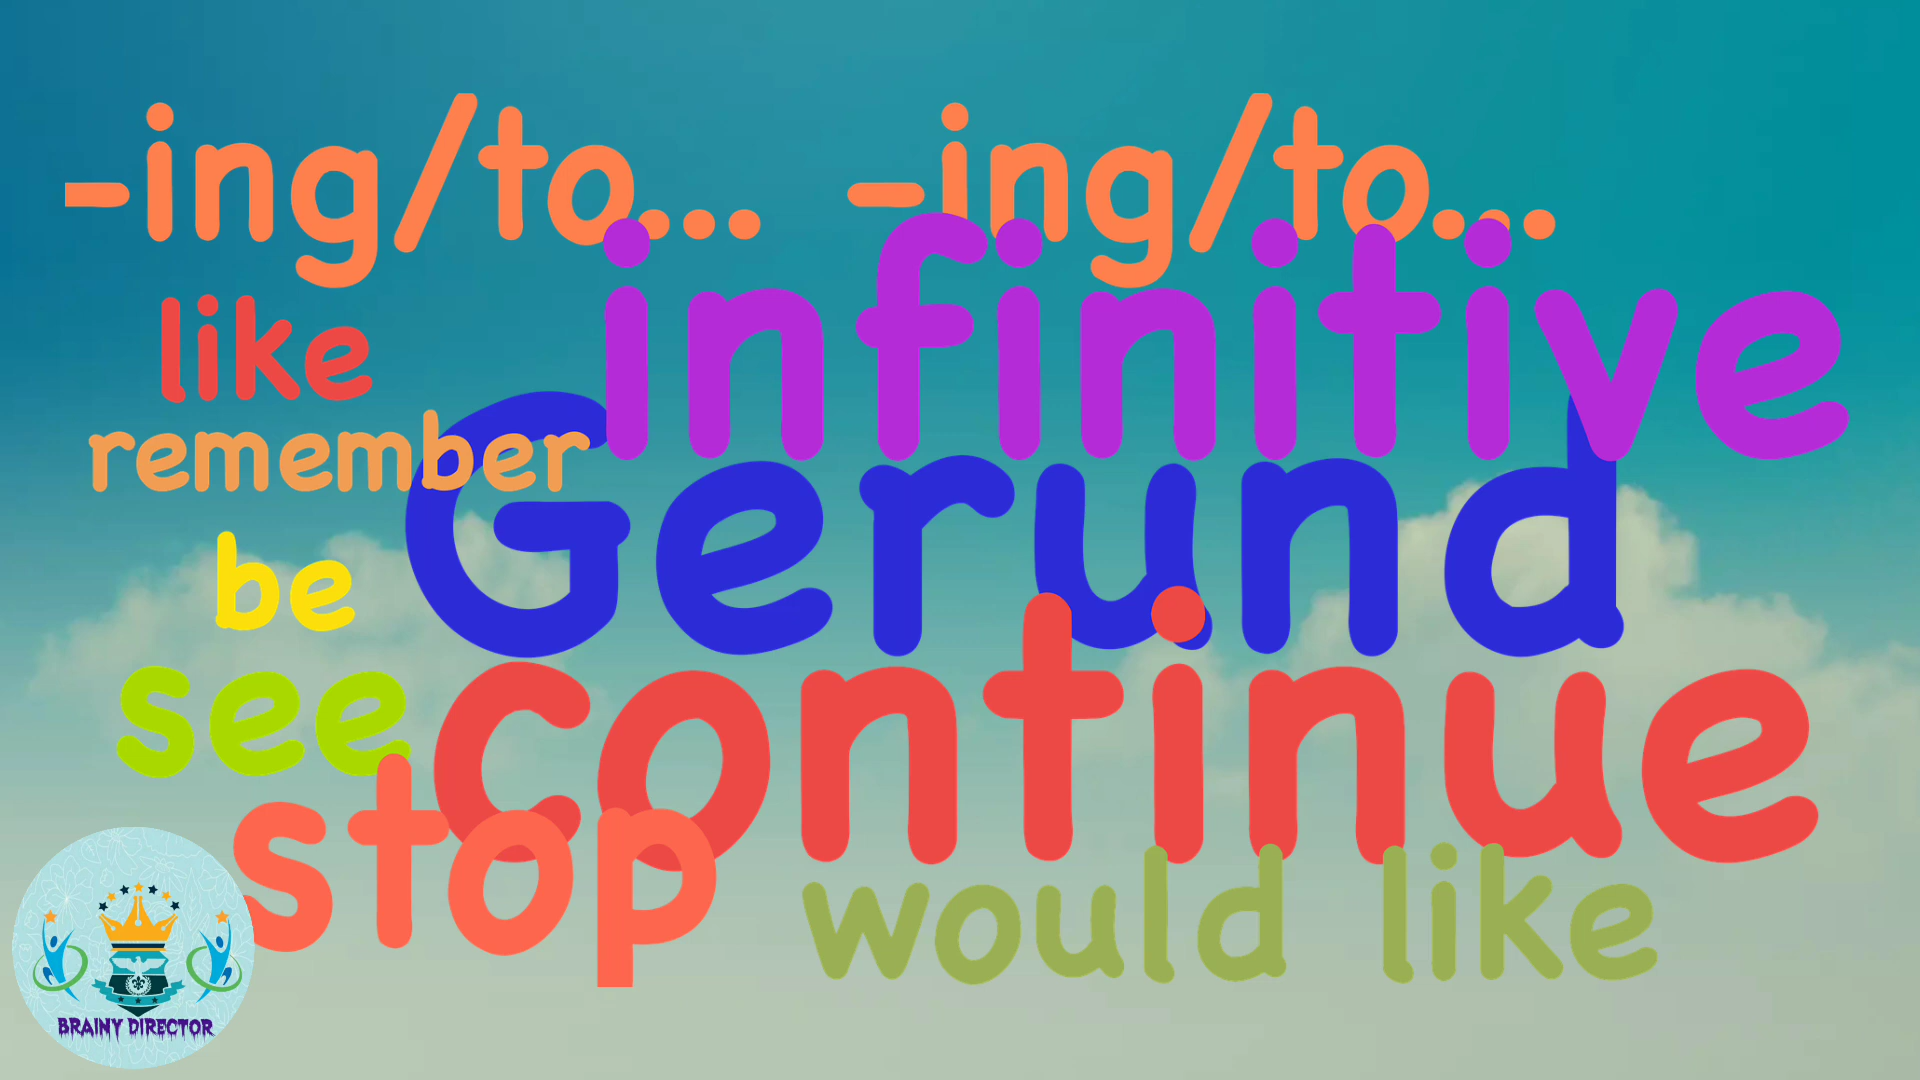 -ing/to... -ing/to...
infinitive
like
remember
Gerund
be
see
continue
stop
would like
BRAINY DIRECTOR